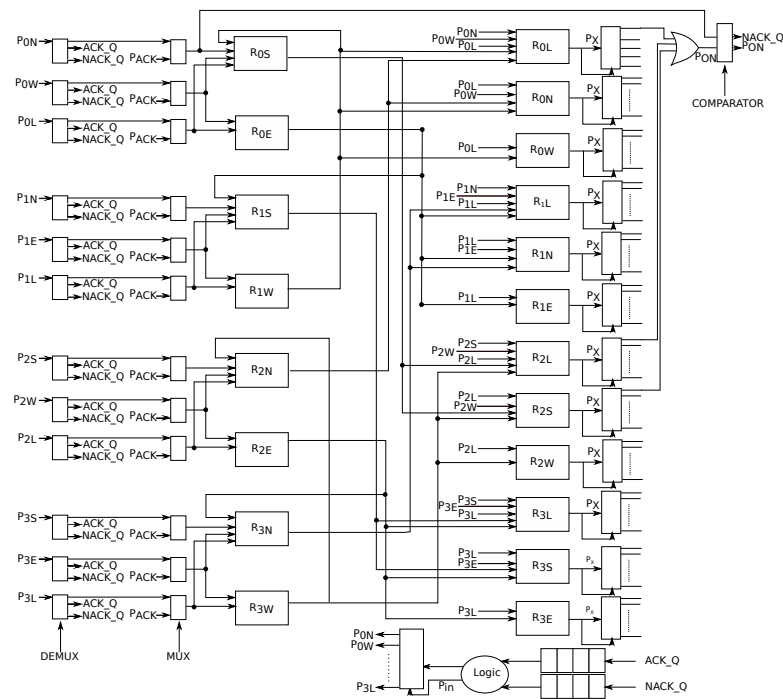 P0N ACK_Q NACK_Q PACK
P0W ACK_Q NACK_Q PACK
P0L ACK_Q NACK_Q PACK
R0S
R0E
P1N ACK_Q NACK_Q PACK
P1E ACK_Q NACK_Q PACK
P1L ACK_Q NACK_Q PACK
R1S
R1W
P2S ACK_Q NACK_Q PACK
P2W ACK_Q NACK_Q PACK
P2L ACK_Q NACK_Q PACK
R2N
R2E
P3S ACK_Q NACK_Q PACK
P3E ACK_Q NACK_Q PACK
P3L ACK_Q NACK_Q PACK
R3N
R3W
DEMUX
MUX
P0N P0W P0L R0L PX
P0L P0W R0N PX
P0L R0W PX
P1N P1E P1L R1L PX
P1L P1E R1N PX
P1L R1E PX
P2S P2W P2L R2L PX
P2L P2W R2S PX
P2L R2W PX
P3S P3E P3L R3L PX
P3L P3E R3S Px
P3L R3E Px
NACK_Q
P0N
P0N
COMPARATOR
P0N
P0W
P3L
Pin
Logic
ACK_Q
NACK_Q